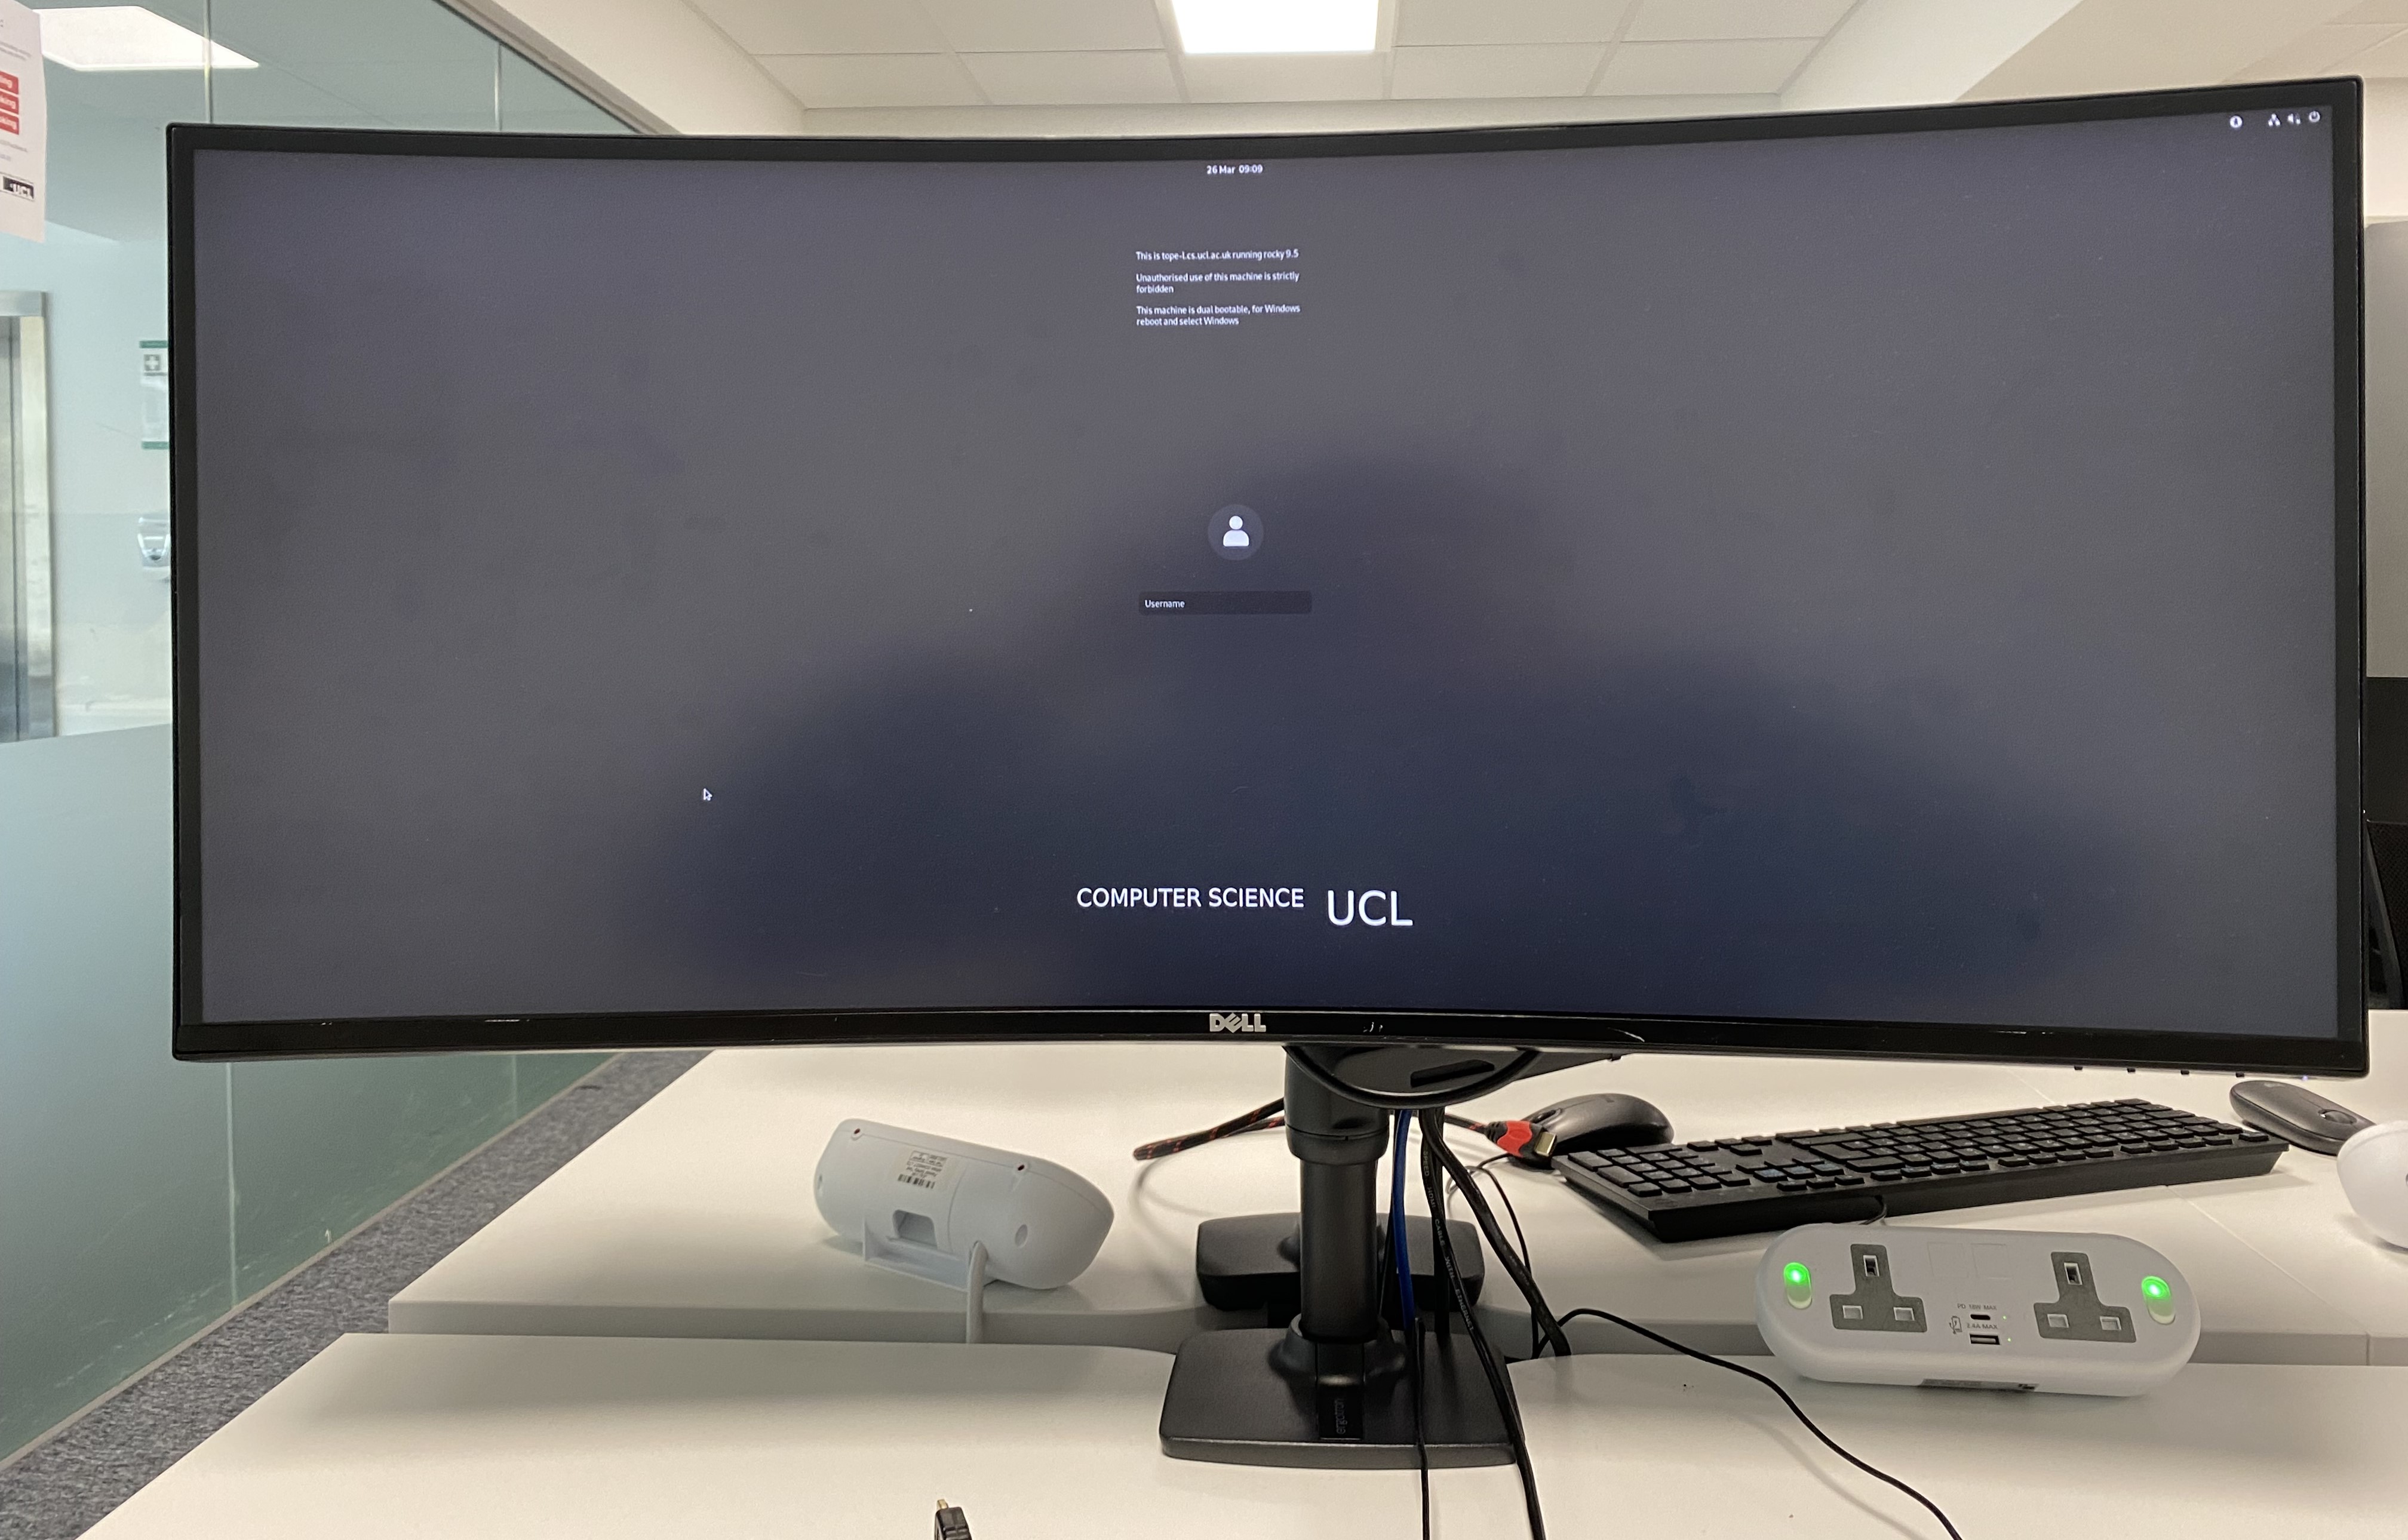 UCL
26 Mar 09:09
This is tope-l.cs.ucl.ac.uk running rocky 9.5
Unauthorised use of this machine is strictly
forbidden
This machine is dual bootable, for Windows
reboot and select Windows
Username
COMPUTER SCIENCE UCL
DELL
ergotron